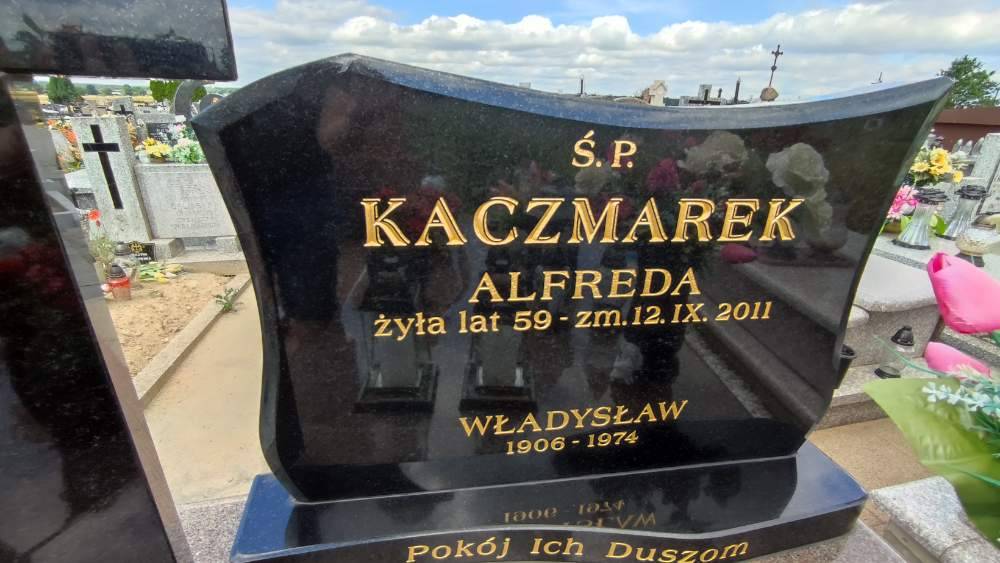 Ś. P.
KACZMAREK
ALFREDA
żyła lat 59 - zm. 12. IX. 2011
WŁADYSŁAW
1906 - 1974
Pokój Ich Duszom